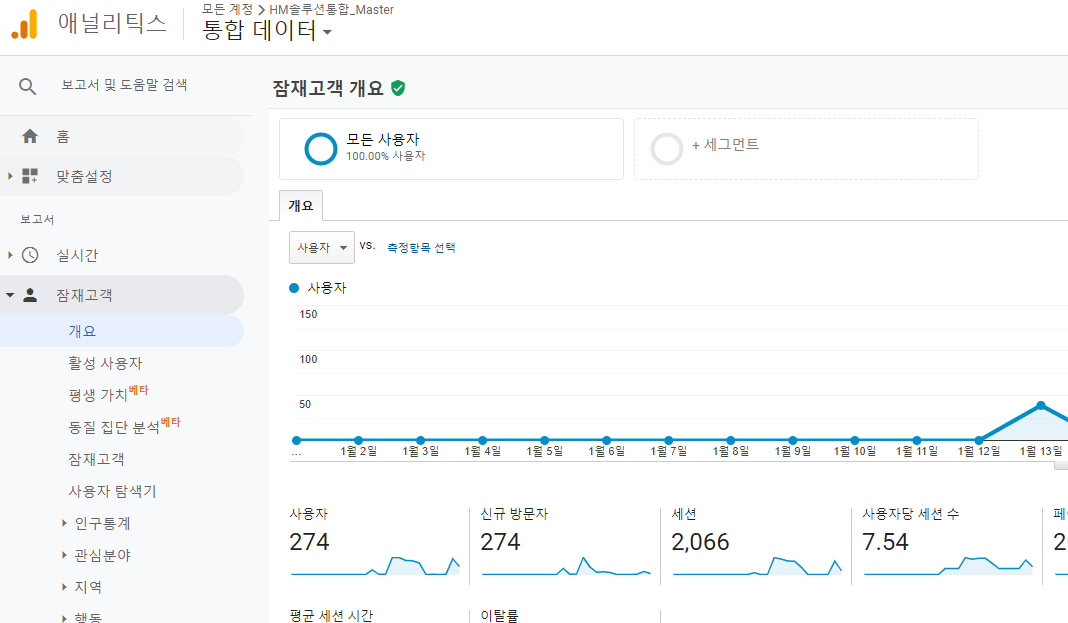 애널리틱스
모든 계정 > HM솔루션통합_Master
통합 데이터
보고서 및 도움말 검색
홈
맞춤설정
보고서
실시간
잠재고객
개요
활성 사용자
평생 가치 베타
동질 집단 분석 베타
잠재고객
사용자 탐색기
인구통계
관심분야
지역
행동
잠재고객 개요
모든 사용자
100.00% 사용자
+ 세그먼트
개요
사용자 vs. 측정항목 선택
사용자
150
100
50
... 1월 2일 1월 3일 1월 4일 1월 5일 1월 6일 1월 7일 1월 8일 1월 9일 1월 10일 1월 11일 1월 12일 1월 13일
사용자 신규 방문자 세션 사용자당 세션 수
274 274 2,066 7.54
평균 세션 시간 이탈률